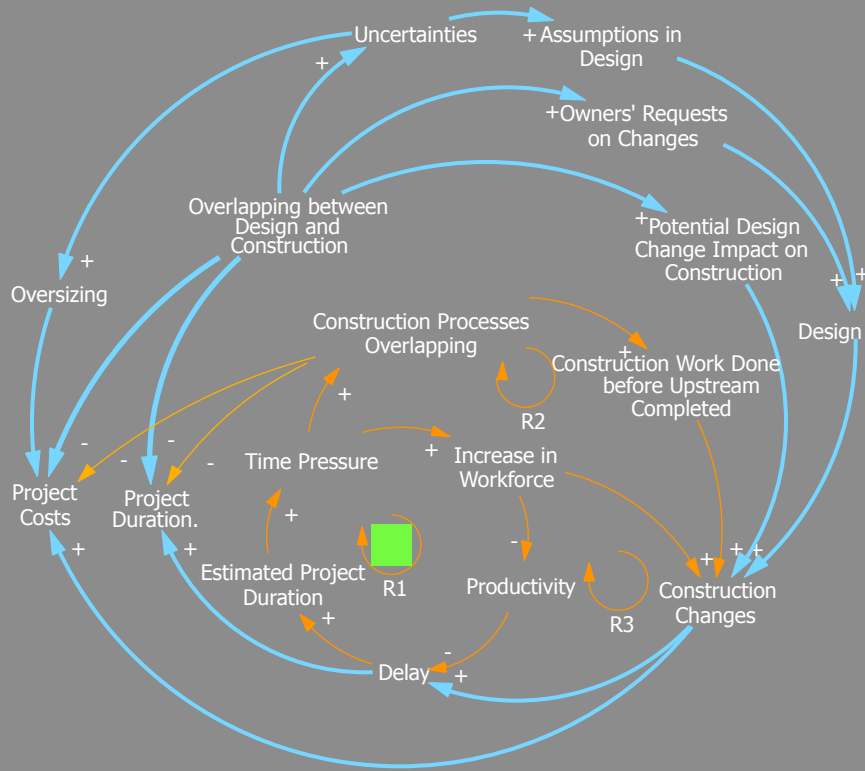 Uncertainties
+
+
Assumptions in
Design
+
Owners' Requests
on Changes
Overlapping between
Design and
Construction
+
Potential Design
Change Impact on
Construction
+
Oversizing
+
+
Design
Construction Processes
Overlapping
+
Construction Work Done
before Upstream
Completed
R2
+
-
-
-
-
Time Pressure
+
Increase in
Workforce
Project
Costs
Project
Duration.
+
-
+
+
+
+
+
Estimated Project
Duration
R1
Productivity
R3
Construction
Changes
+
-
+
Delay